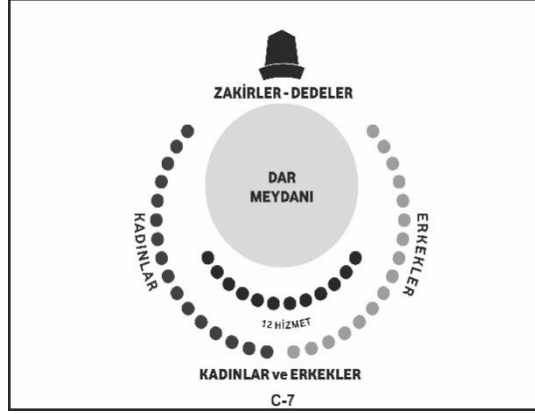 ZAKİRLER - DEDELER
DAR
MEYDANI
KADINLAR
ERKEKLER
12 HİZMET
KADINLAR ve ERKEKLER
C-7